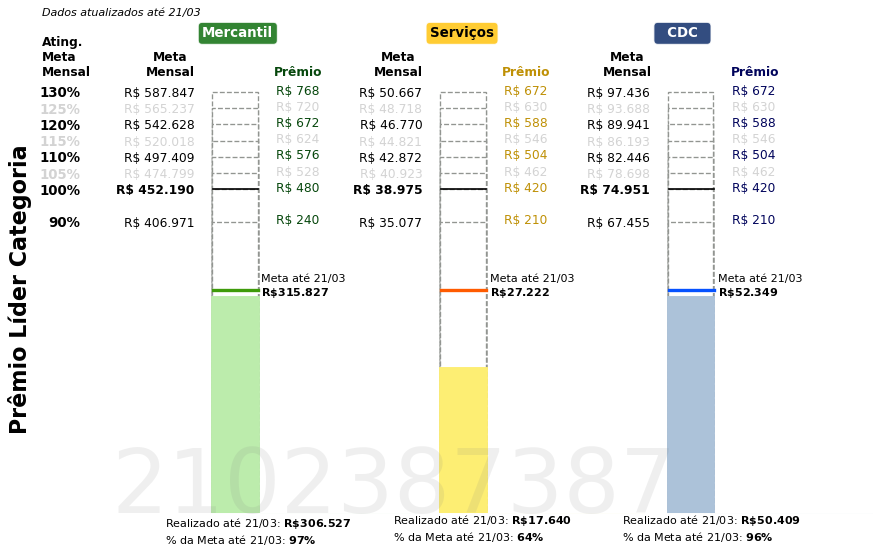 Dados atualizados até 21/03
Mercantil Serviços CDC
Ating. Meta Mensal Meta Mensal Prêmio Meta Mensal Prêmio Meta Mensal Prêmio
130% R$ 587.847 R$ 768 R$ 50.667 R$ 672 R$ 97.436 R$ 672
125% R$ 565.237 R$ 720 R$ 48.718 R$ 630 R$ 93.688 R$ 630
120% R$ 542.628 R$ 672 R$ 46.770 R$ 588 R$ 89.941 R$ 588
115% R$ 520.018 R$ 624 R$ 44.821 R$ 546 R$ 86.193 R$ 546
110% R$ 497.409 R$ 576 R$ 42.872 R$ 504 R$ 82.446 R$ 504
105% R$ 474.799 R$ 528 R$ 40.923 R$ 462 R$ 78.698 R$ 462
100% R$ 452.190 R$ 480 R$ 38.975 R$ 420 R$ 74.951 R$ 420
90% R$ 406.971 R$ 240 R$ 35.077 R$ 210 R$ 67.455 R$ 210
Prêmio Líder Categoria
Meta até 21/03 Meta até 21/03 Meta até 21/03
R$315.827 R$27.222 R$52.349
2102387387
Realizado até 21/03: R$306.527 Realizado até 21/03: R$17.640 Realizado até 21/03: R$50.409
% da Meta até 21/03: 97% % da Meta até 21/03: 64% % da Meta até 21/03: 96%